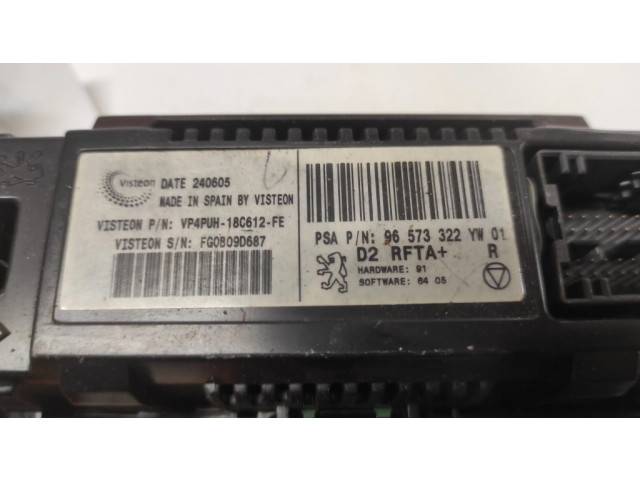 Visteon DATE 240605
MADE IN SPAIN BY VISTEON
VISTEON P/N: VP4PUH-18C612-FE
VISTEON S/N: FG0809D687
PSA P/N: 96 573 322 YW 01
D2 RFTA+ R
HARDWARE: 91
SOFTWARE: 64 05